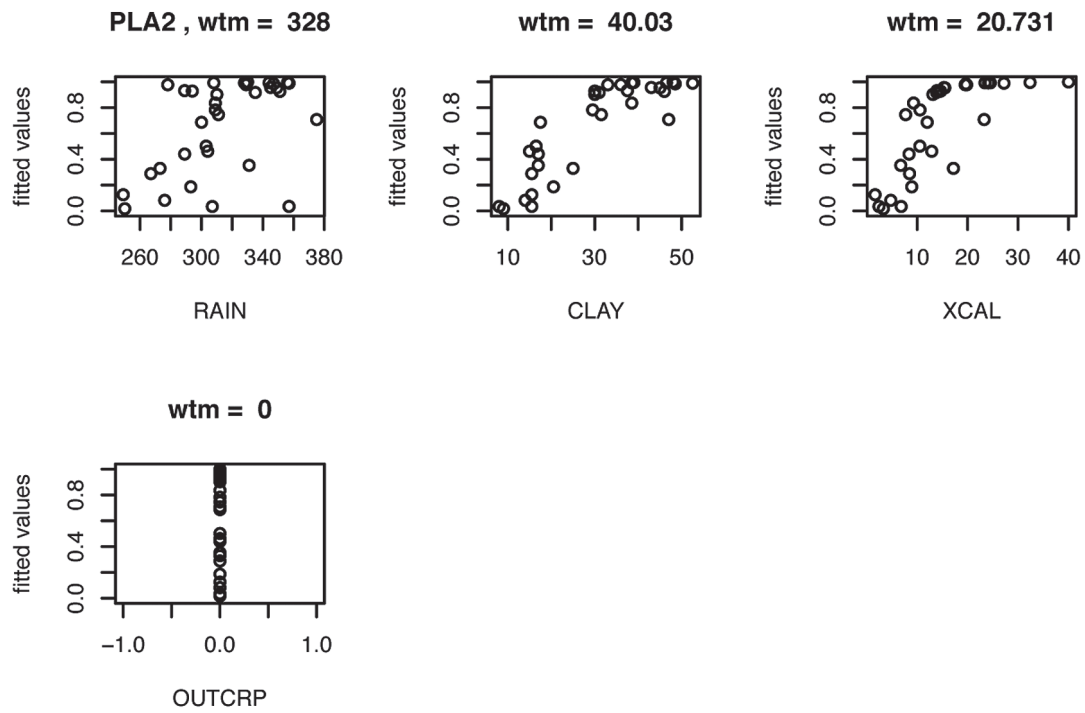 PLA2 , wtm = 328
fitted values
0.0 0.4 0.8
260 300 340 380
RAIN
wtm = 40.03
fitted values
0.0 0.4 0.8
10 30 50
CLAY
wtm = 20.731
fitted values
0.0 0.4 0.8
10 20 30 40
XCAL
wtm = 0
fitted values
0.0 0.4 0.8
−1.0 0.0 1.0
OUTCRP